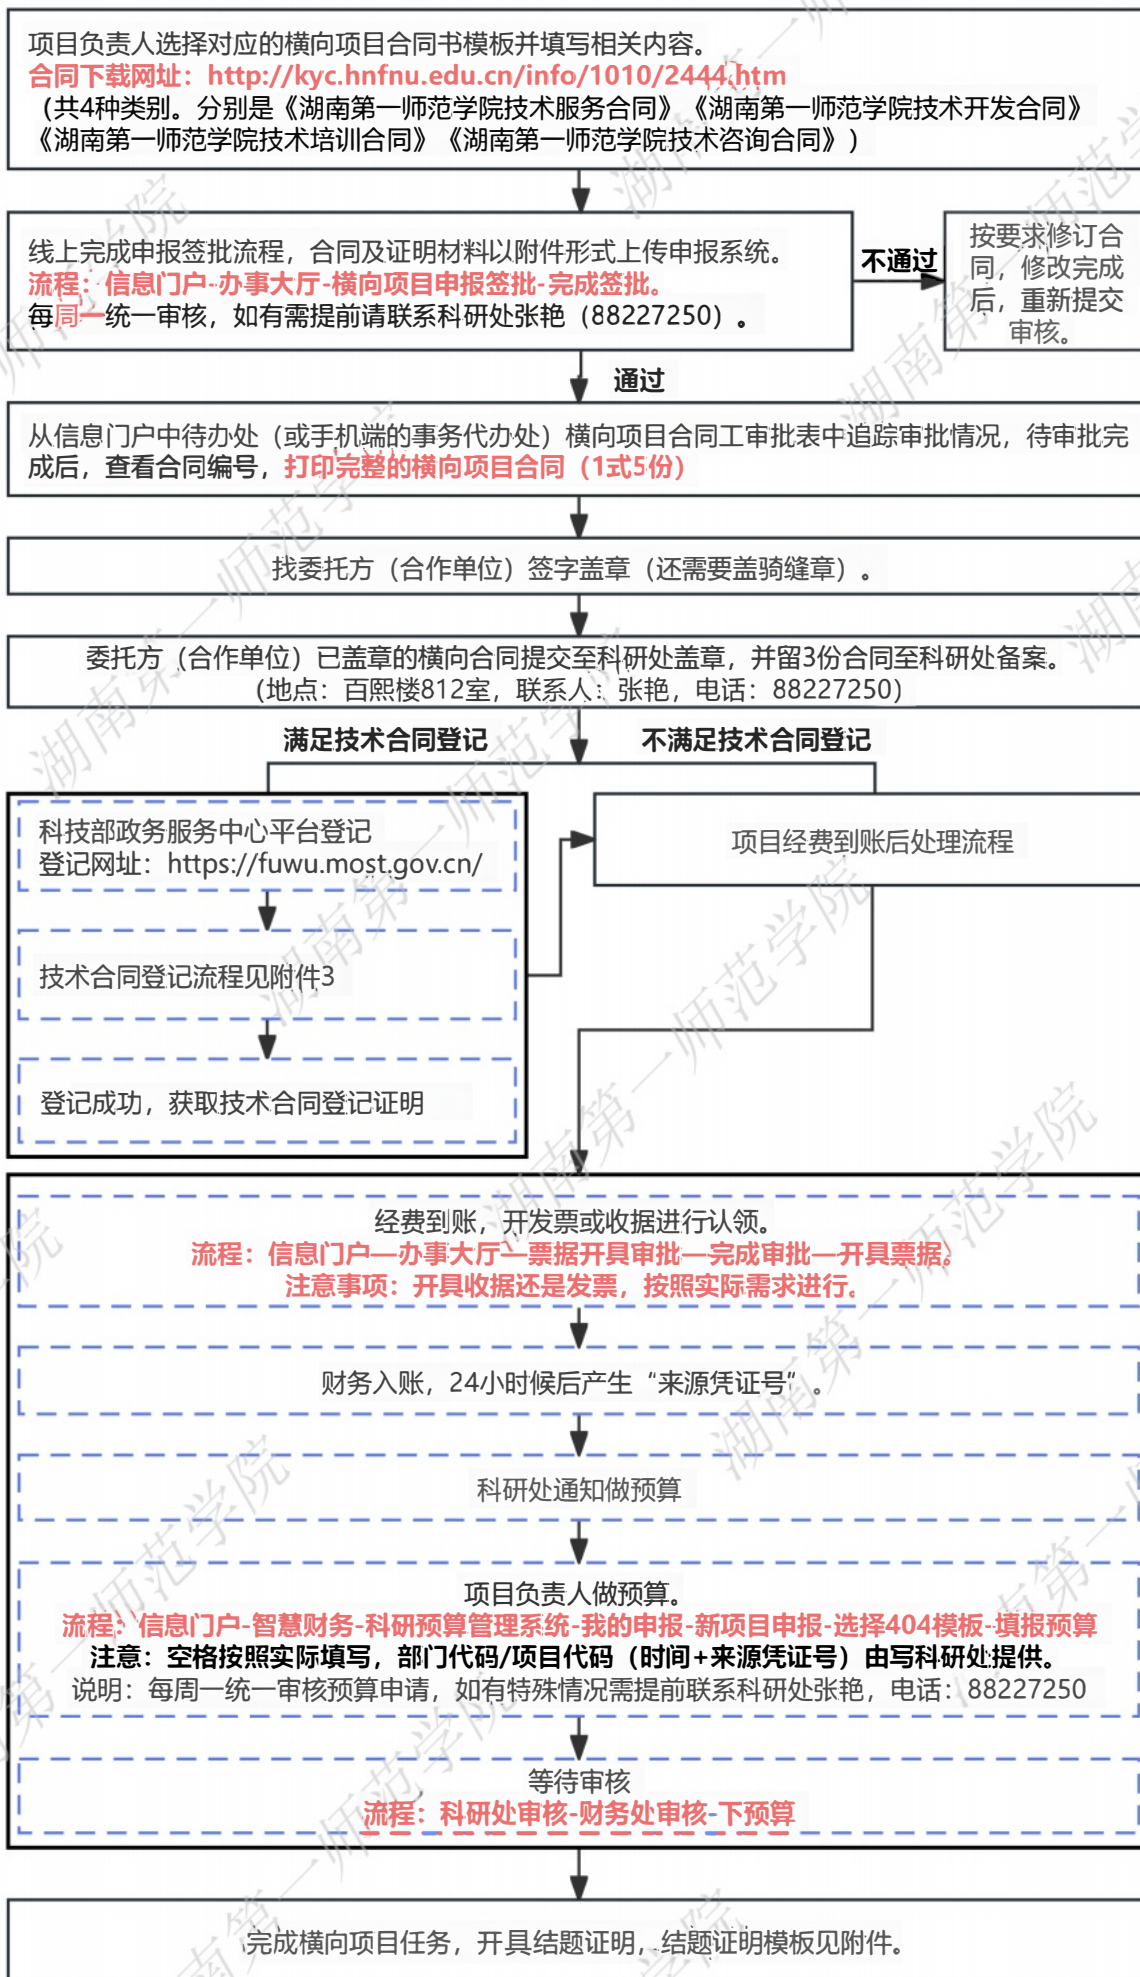 项目负责人选择对应的横向项目合同书模板并填写相关内容。
合同下载网址：http://kyc.hnfnu.edu.cn/info/1010/2444.htm
（共4种类别。分别是《湖南第一师范学院技术服务合同》《湖南第一师范学院技术开发合同》
《湖南第一师范学院技术培训合同》《湖南第一师范学院技术咨询合同》）
线上完成申报签批流程，合同及证明材料以附件形式上传申报系统。
流程：信息门户-办事大厅-横向项目申报签批-完成签批。
每周一统一审核，如有需提前请联系科研处张艳（88227250）。
不通过
按要求修订合
同，修改完成
后，重新提交
审核。
通过
从信息门户中待办处（或手机端的事务代办处）横向项目合同工审批表中追踪审批情况，待审批完
成后，查看合同编号，打印完整的横向项目合同（1式5份）
找委托方（合作单位）签字盖章（还需要盖骑缝章）。
委托方（合作单位）已盖章的横向合同提交至科研处盖章，并留3份合同至科研处备案。
（地点：百熙楼812室，联系人：张艳，电话：88227250）
满足技术合同登记
不满足技术合同登记
科技部政务服务中心平台登记
登记网址：https://fuwu.most.gov.cn/
技术合同登记流程见附件3
登记成功，获取技术合同登记证明
项目经费到账后处理流程
经费到账，开发票或收据进行认领。
流程：信息门户—办事大厅—票据开具审批—完成审批—开具票据。
注意事项：开具收据还是发票，按照实际需求进行。
财务入账，24小时候后产生“来源凭证号”。
科研处通知做预算
项目负责人做预算。
流程：信息门户-智慧财务-科研预算管理系统-我的申报-新项目申报-选择404模板-填报预算
注意：空格按照实际填写，部门代码/项目代码（时间+来源凭证号）由写科研处提供。
说明：每周一统一审核预算申请，如有特殊情况需提前联系科研处张艳，电话：88227250
等待审核
流程：科研处审核-财务处审核-下预算
完成横向项目任务，开具结题证明，结题证明模板见附件。
湖南第一师范学院